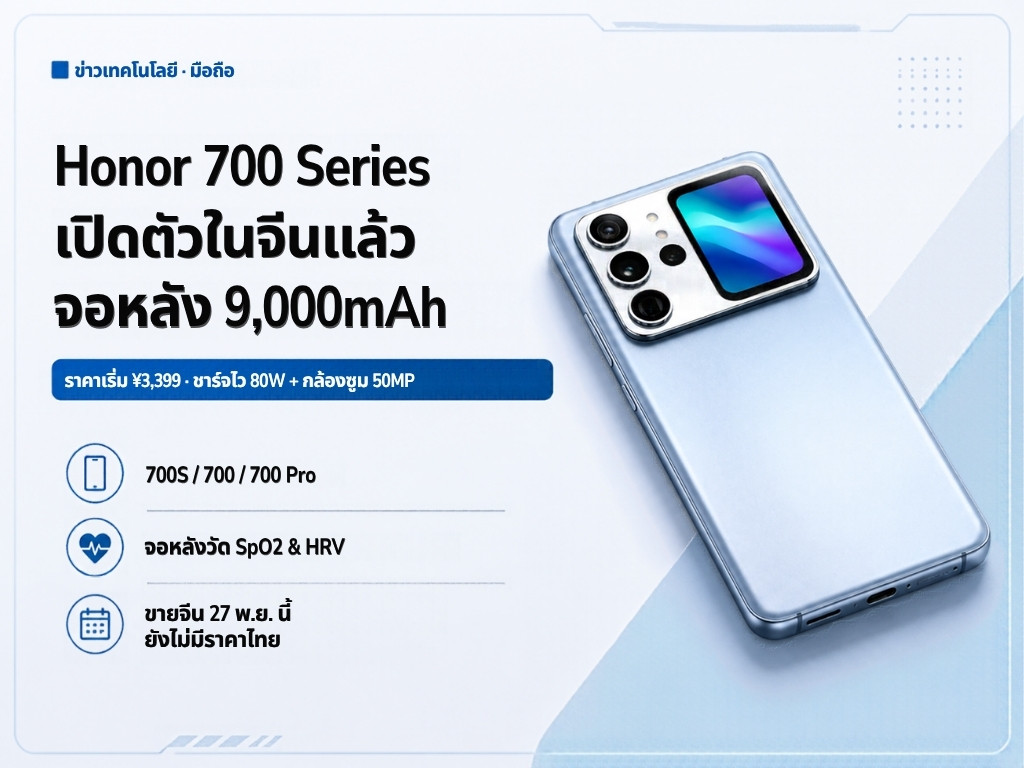 ข่าวเทคโนโลยี · มือถือ
Honor 700 Series
เปิดตัวในจีนแล้ว
จอหลัง 9,000mAh
ราคาเริ่ม ¥3,399 · ชาร์จไว 80W + กล้องซูม 50MP
700S / 700 / 700 Pro
จอหลังวัด SpO2 & HRV
ขายจีน 27 พ.ย. นี้
ยังไม่มีราคาไทย